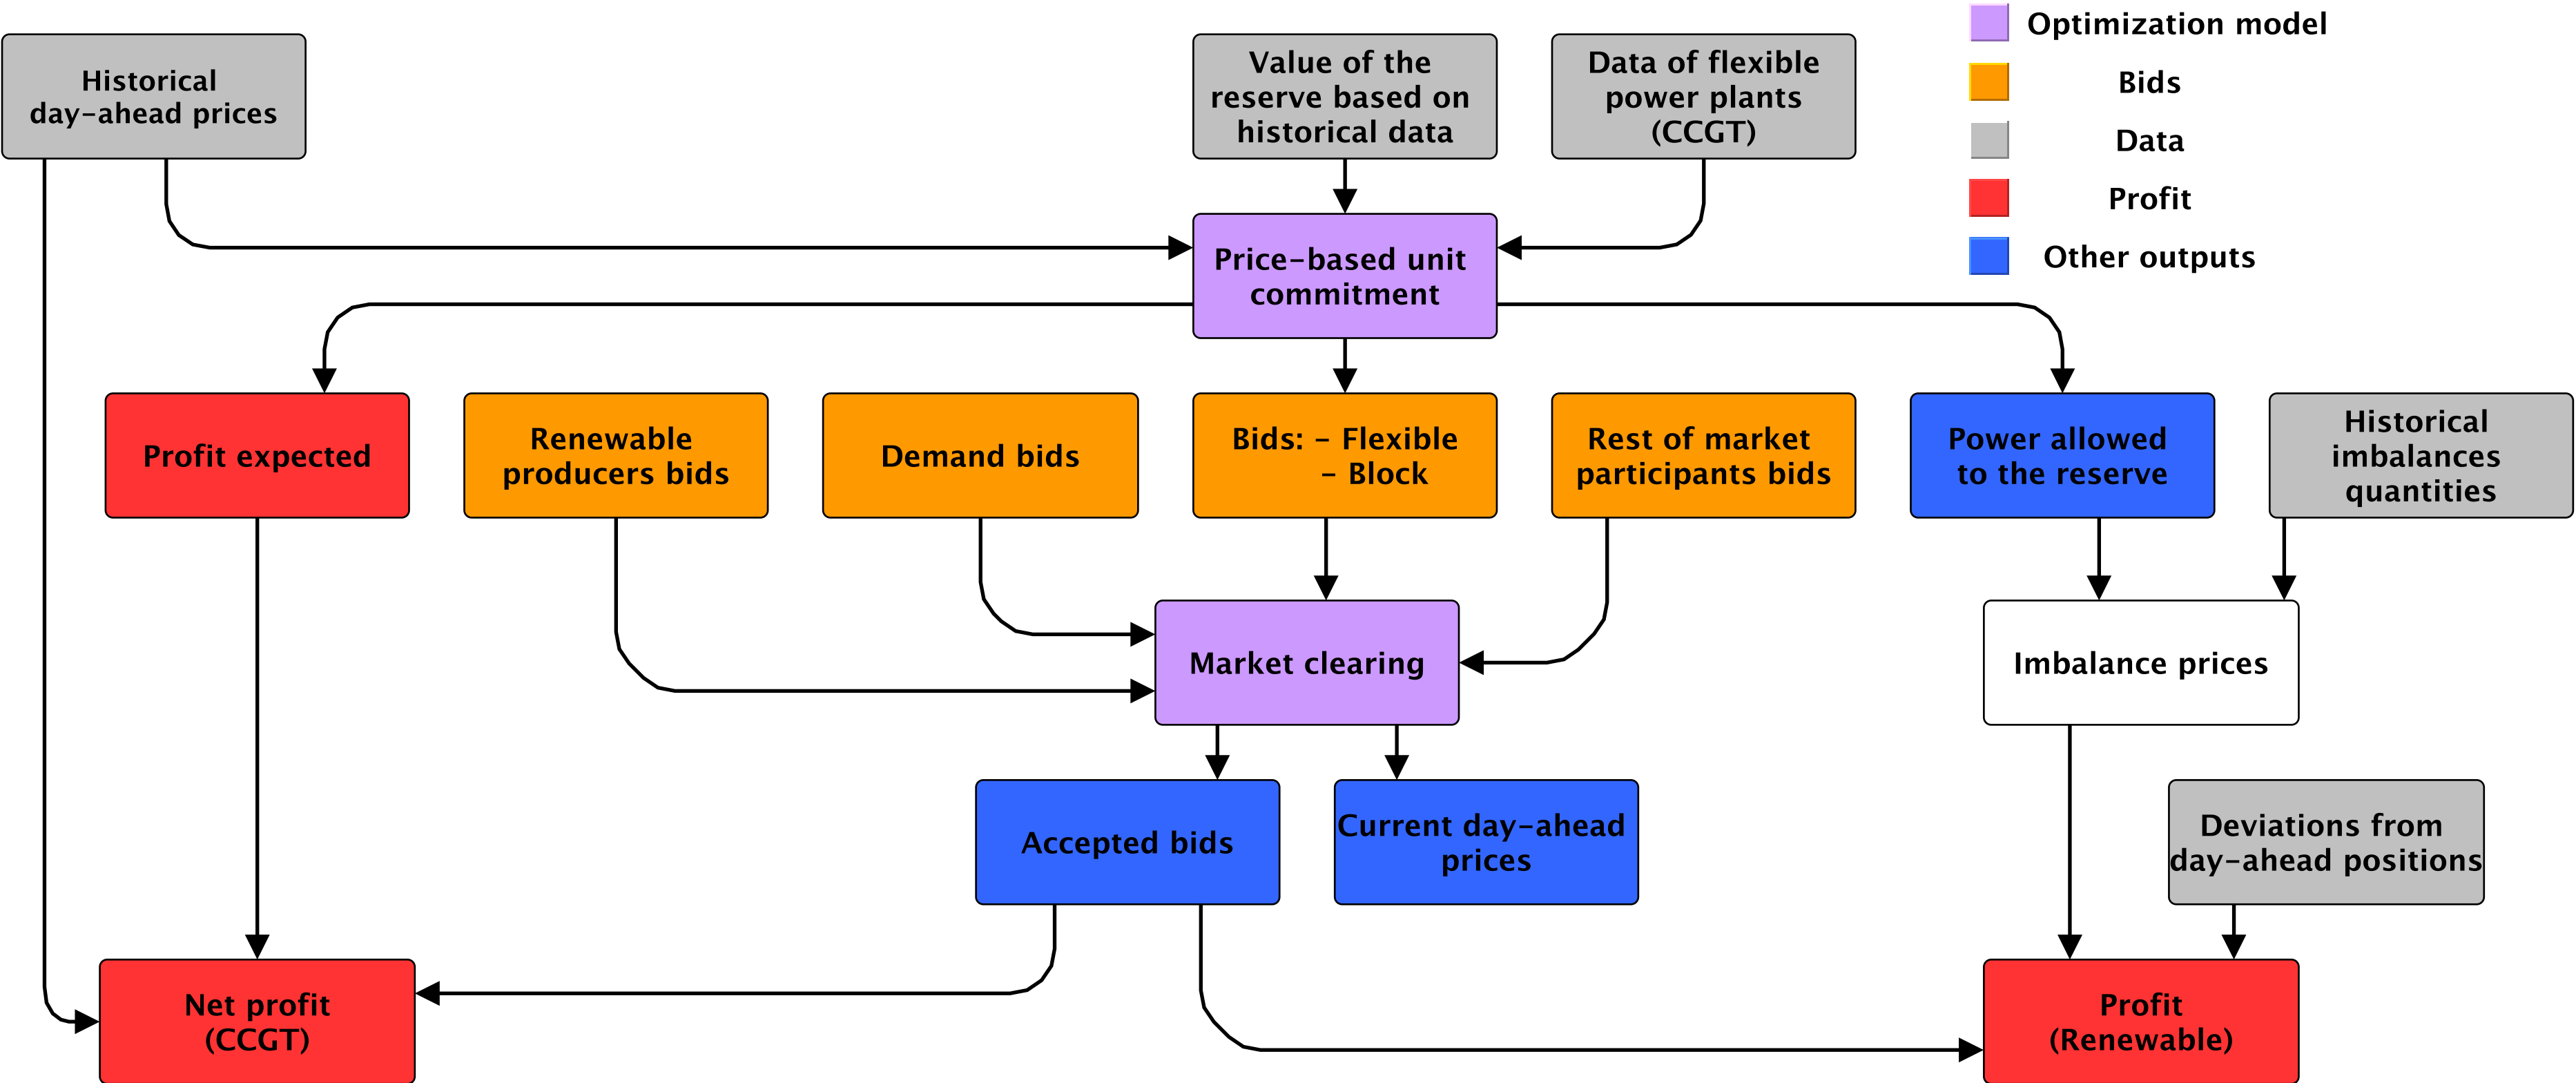 Optimization model
Bids
Data
Profit
Other outputs
Historical
day-ahead prices
Value of the
reserve based on
historical data
Data of flexible
power plants
(CCGT)
Price-based unit
commitment
Profit expected
Renewable
producers bids
Demand bids
Bids: - Flexible
- Block
Rest of market
participants bids
Power allowed
to the reserve
Historical
imbalances
quantities
Market clearing
Imbalance prices
Accepted bids
Current day-ahead
prices
Deviations from
day-ahead positions
Net profit
(CCGT)
Profit
(Renewable)